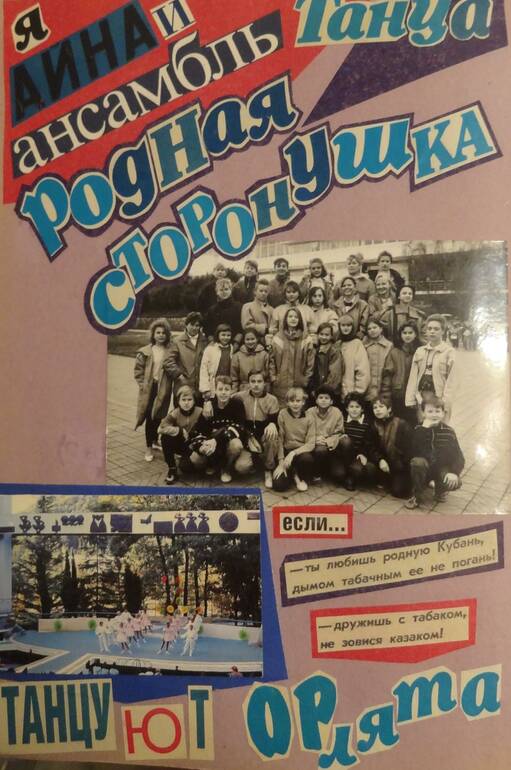 я
ДИНА и
Танца
ансамбль
РОДНАЯ
СТОРОНУШКА
если...
—ты любишь родную Кубань,
дымом табачным ее не погань!
—дружишь с табаком,
не зовися казаком!
ТАНЦУЮТ ОРлята